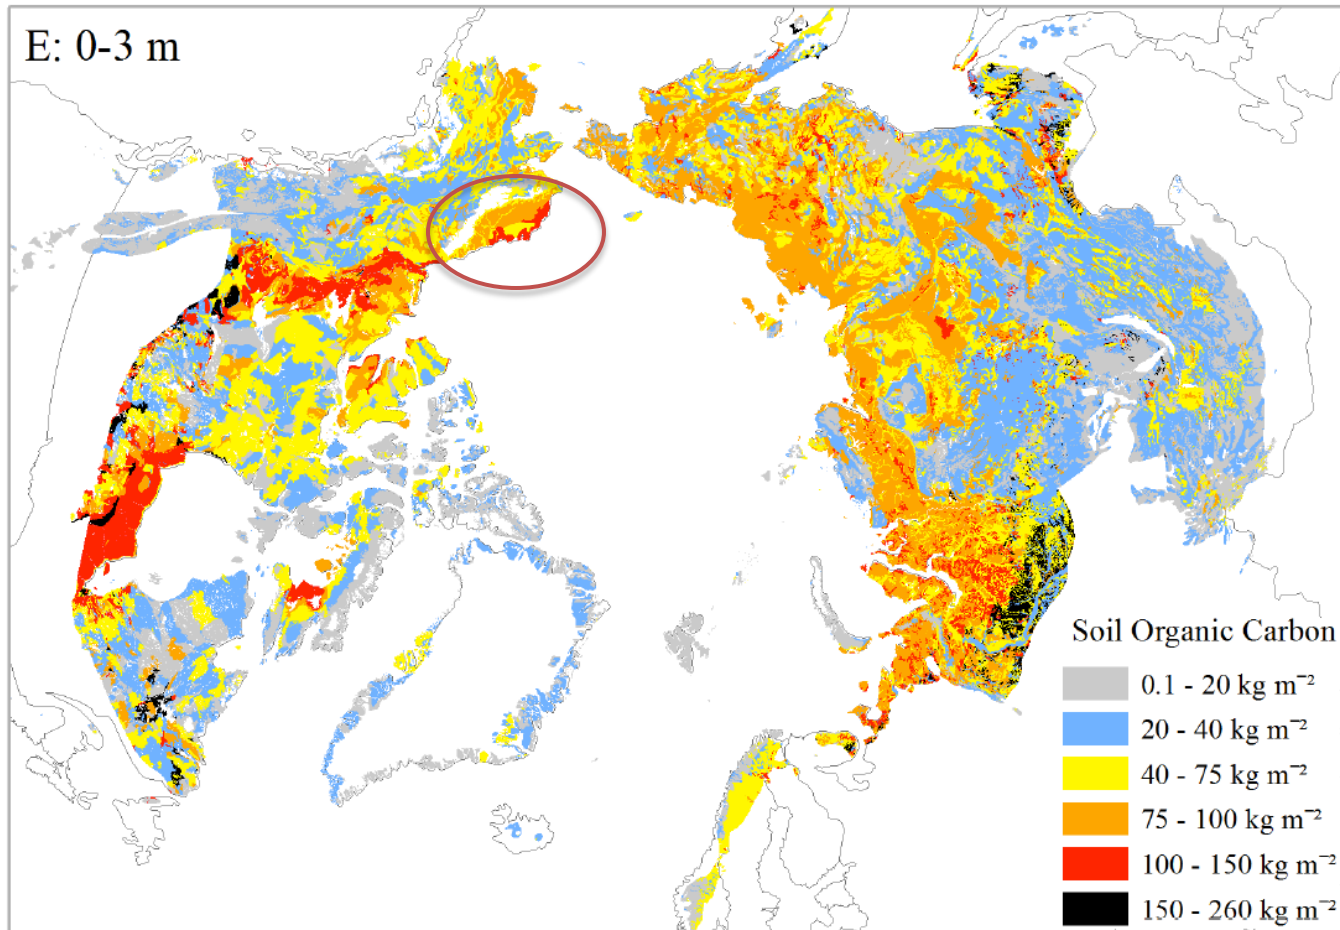 E: 0-3 m
Soil Organic Carbon
0.1 - 20 kg m⁻²
20 - 40 kg m⁻²
40 - 75 kg m⁻²
75 - 100 kg m⁻²
100 - 150 kg m⁻²
150 - 260 kg m⁻²